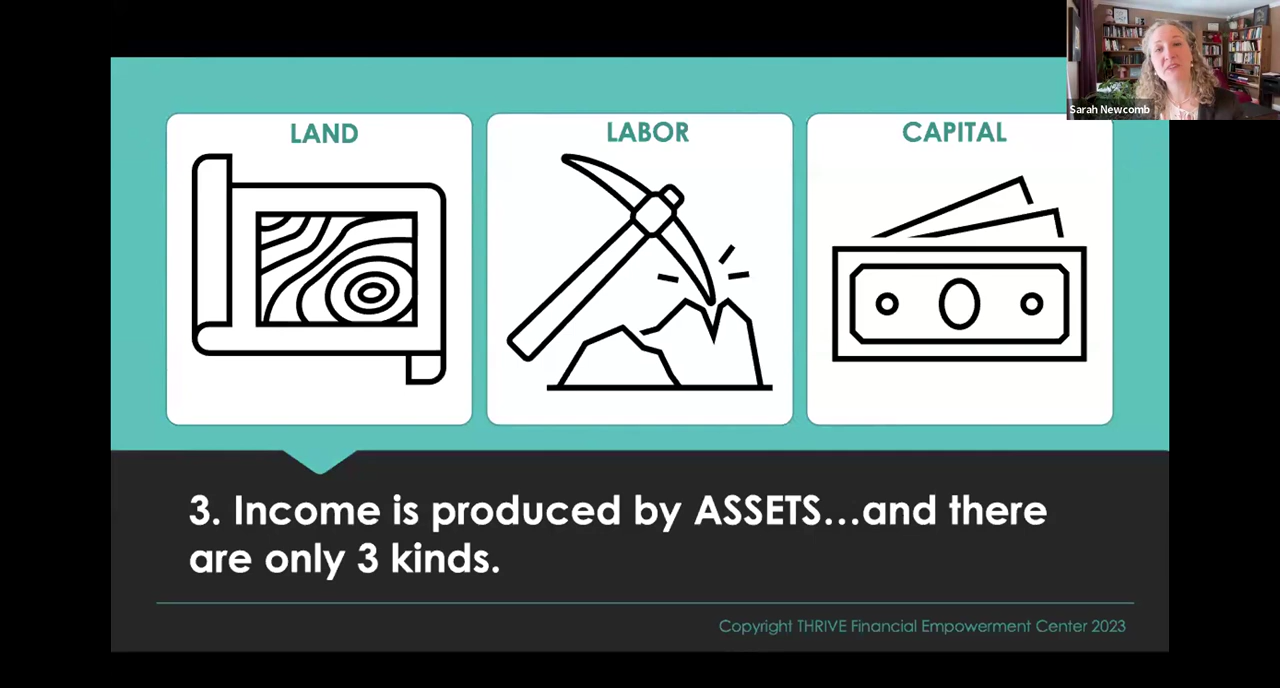 Sarah Newcomb
LAND
LABOR
CAPITAL
3. Income is produced by ASSETS...and there
are only 3 kinds.
Copyright THRIVE Financial Empowerment Center 2023